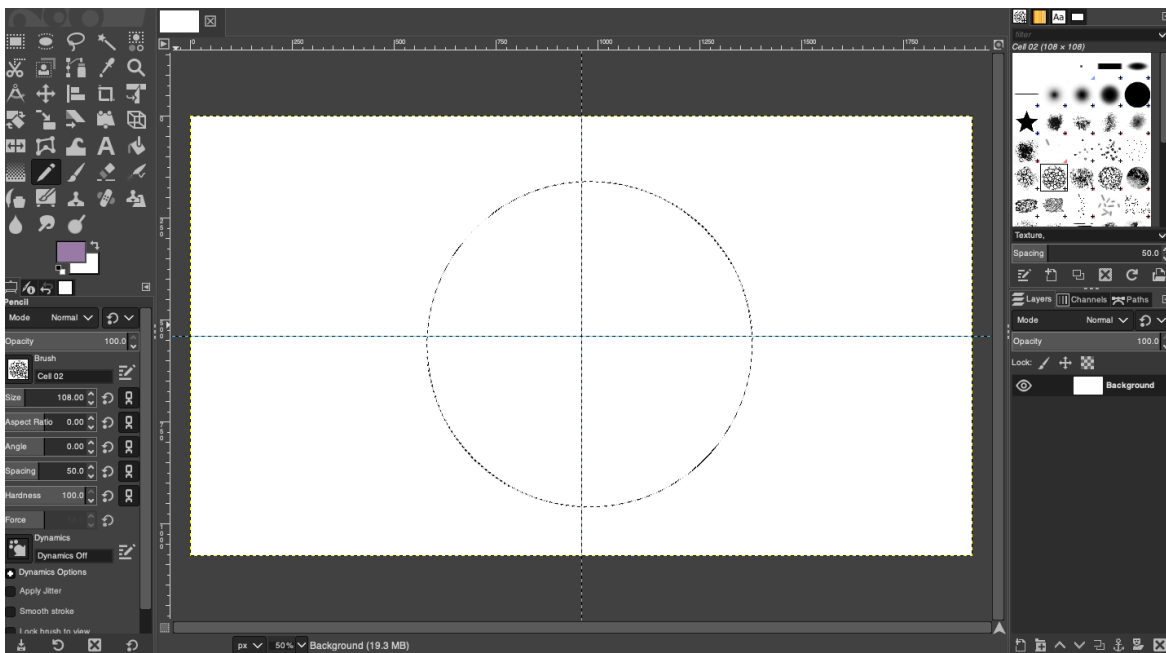 Aa
filter
Cell 02 (108 × 108)
0 250 500 750 1000 1250 1500 1750
A
Pencil
Mode Normal
Opacity 100.0
Brush
Cell 02
Size 108.00
Aspect Ratio 0.00
Angle 0.00
Spacing 50.0
Hardness 100.0
Force
Dynamics
Dynamics Off
Dynamics Options
Apply Jitter
Smooth stroke
Lock brush to view
px 50% Background (19.3 MB)
Texture,
Spacing 50.0
Layers Channels Paths
Mode Normal
Opacity 100.0
Lock:
Background